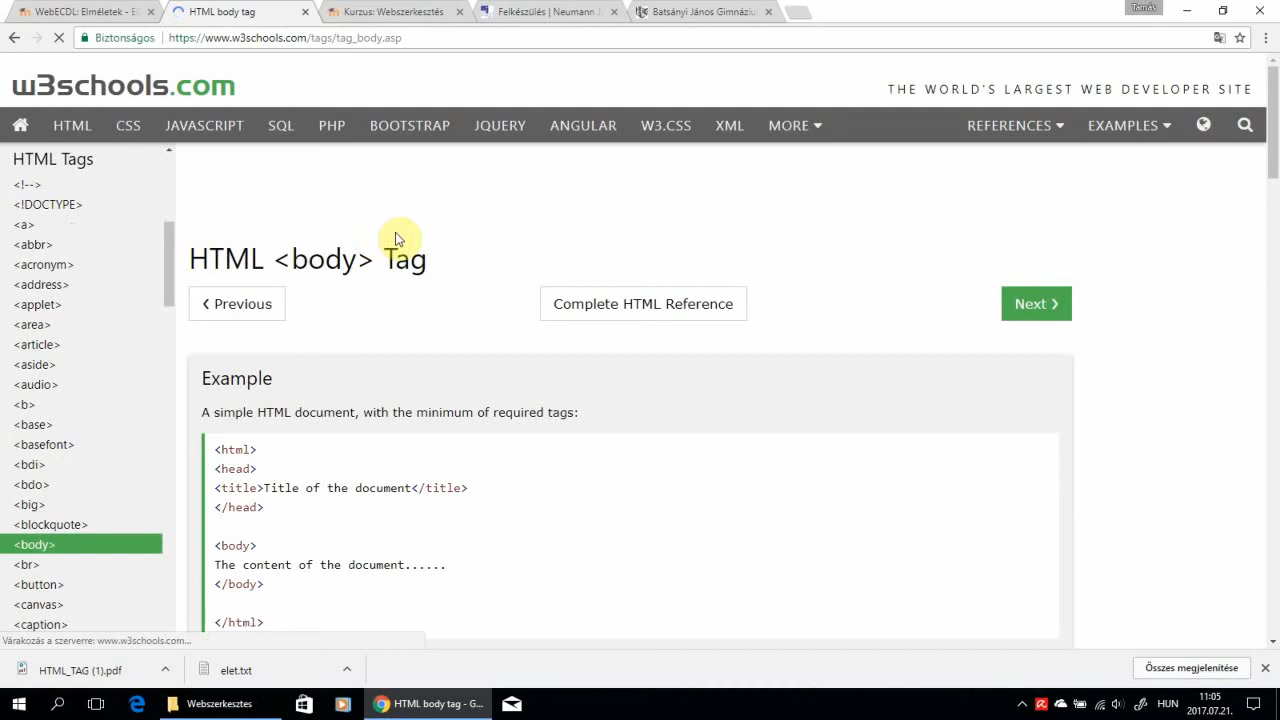 WebECDL: Elméletek - E
HTML body tag
Kurzus: Webszerkesztés
Felkészülés | Neumann J
Batsányi János Gimnáziu
Tamás
Biztonságos
https://www.w3schools.com/tags/tag_body.asp
w3schools.com
THE WORLD'S LARGEST WEB DEVELOPER SITE
HTML CSS JAVASCRIPT SQL PHP BOOTSTRAP JQUERY ANGULAR W3.CSS XML MORE REFERENCES EXAMPLES
HTML Tags
<!-->
<!DOCTYPE>
<a>
<abbr>
<acronym>
<address>
<applet>
<area>
<article>
<aside>
<audio>
<b>
<base>
<basefont>
<bdi>
<bdo>
<big>
<blockquote>
<body>
<br>
<button>
<canvas>
<caption>
HTML <body> Tag
‹ Previous
Complete HTML Reference
Next ›
Example
A simple HTML document, with the minimum of required tags:
<html>
<head>
<title>Title of the document</title>
</head>
<body>
The content of the document......
</body>
</html>
Várakozás a szerverre: www.w3schools.com...
HTML_TAG (1).pdf
elet.txt
Összes megjelenítése
Webszerkesztes
HTML body tag - G...
HUN
11:05
2017.07.21.